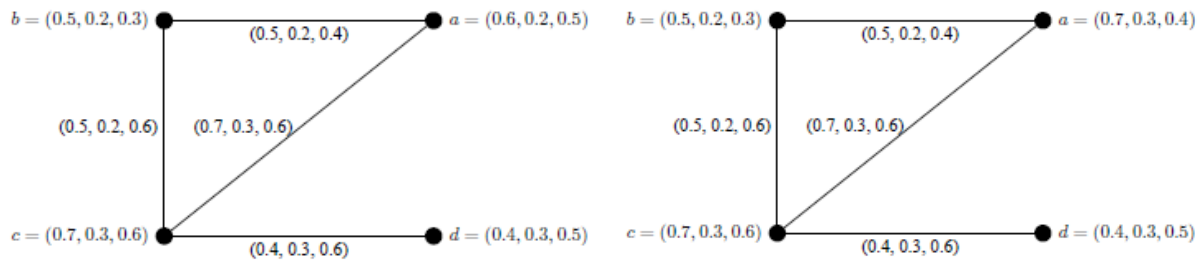 b = (0.5, 0.2, 0.3)
a = (0.6, 0.2, 0.5)
(0.5, 0.2, 0.4)
(0.5, 0.2, 0.6)
(0.7, 0.3, 0.6)
c = (0.7, 0.3, 0.6)
d = (0.4, 0.3, 0.5)
(0.4, 0.3, 0.6)
b = (0.5, 0.2, 0.3)
a = (0.7, 0.3, 0.4)
(0.5, 0.2, 0.4)
(0.5, 0.2, 0.6)
(0.7, 0.3, 0.6)
c = (0.7, 0.3, 0.6)
d = (0.4, 0.3, 0.5)
(0.4, 0.3, 0.6)